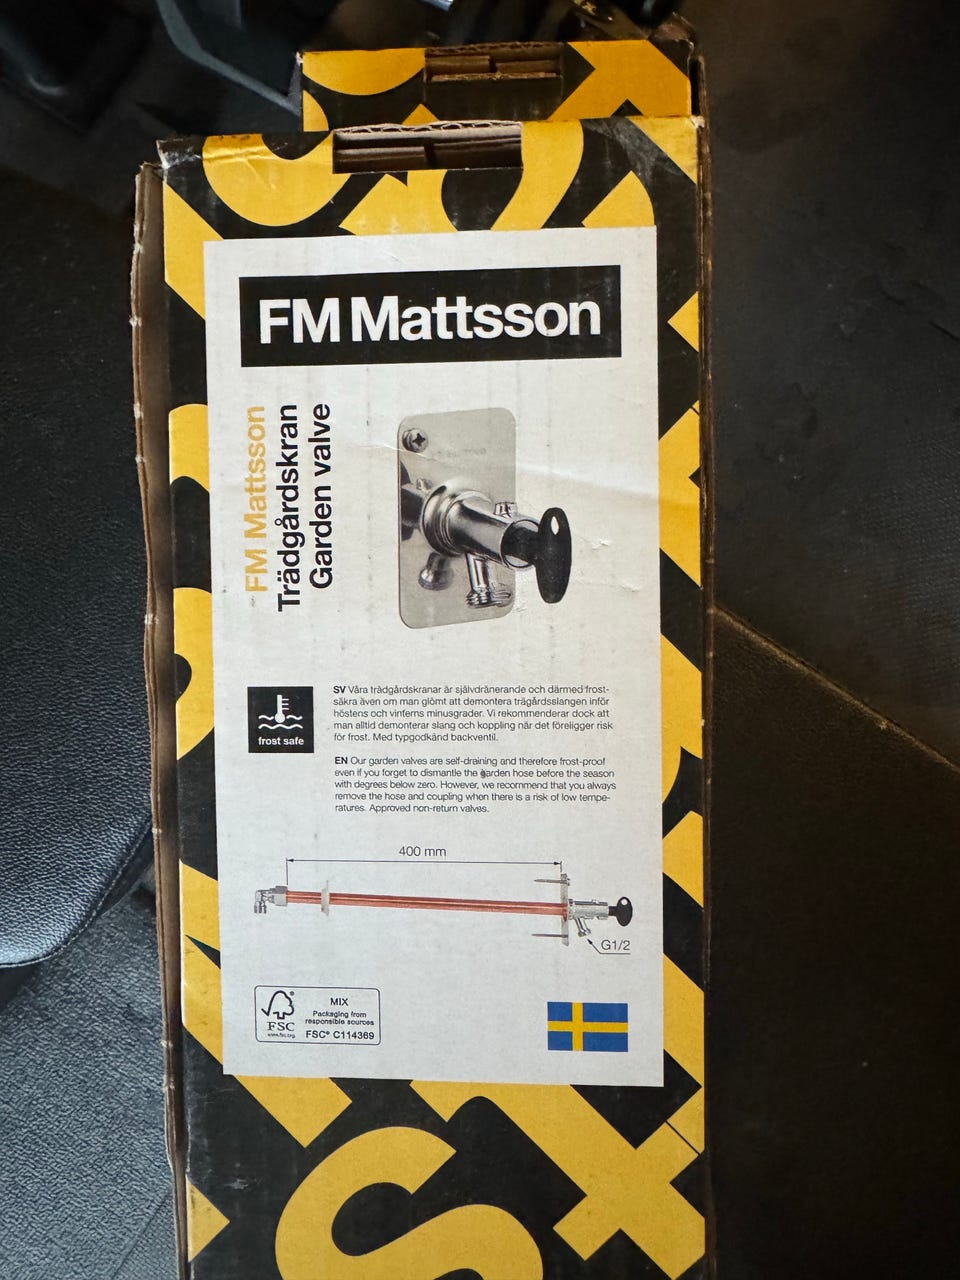 FM Mattsson
FM Mattsson
Trädgårdskran
Garden valve
frost safe
SV Våra trädgårdskranar är självdränerande och därmed frost-
säkra även om man glömt att demontera trägårdsslangen inför
höstens och vinterns minusgrader. Vi rekommenderar dock att
man alltid demonterar slang och koppling när det föreligger risk
för frost. Med typgodkänd backventil.
EN Our garden valves are self-draining and therefore frost-proof
even if you forget to dismantle the garden hose before the season
with degrees below zero. However, we recommend that you always
remove the hose and coupling when there is a risk of low tempe-
ratures. Approved non-return valves.
400 mm
G1/2
FSC
www.fsc.org
MIX
Packaging from
responsible sources
FSC® C114369